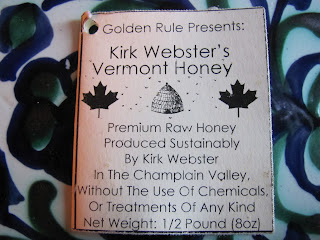 Golden Rule Presents:
Kirk Webster's
Vermont Honey
Premium Raw Honey
Produced Sustainably
By Kirk Webster
In The Champlain Valley,
Without The Use Of Chemicals,
Or Treatments Of Any Kind
Net Weight: 1/2 Pound (8oz)